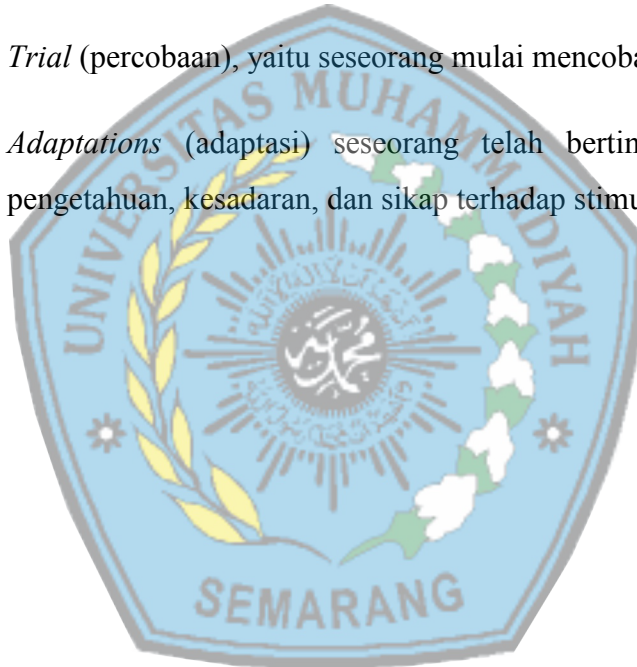 Trial (percobaan), yaitu seseorang mulai mencoba
Adaptations (adaptasi) seseorang telah bertin
pengetahuan, kesadaran, dan sikap terhadap stimu
UNIVERSITAS MUHAMMADIYAH
SEMARANG